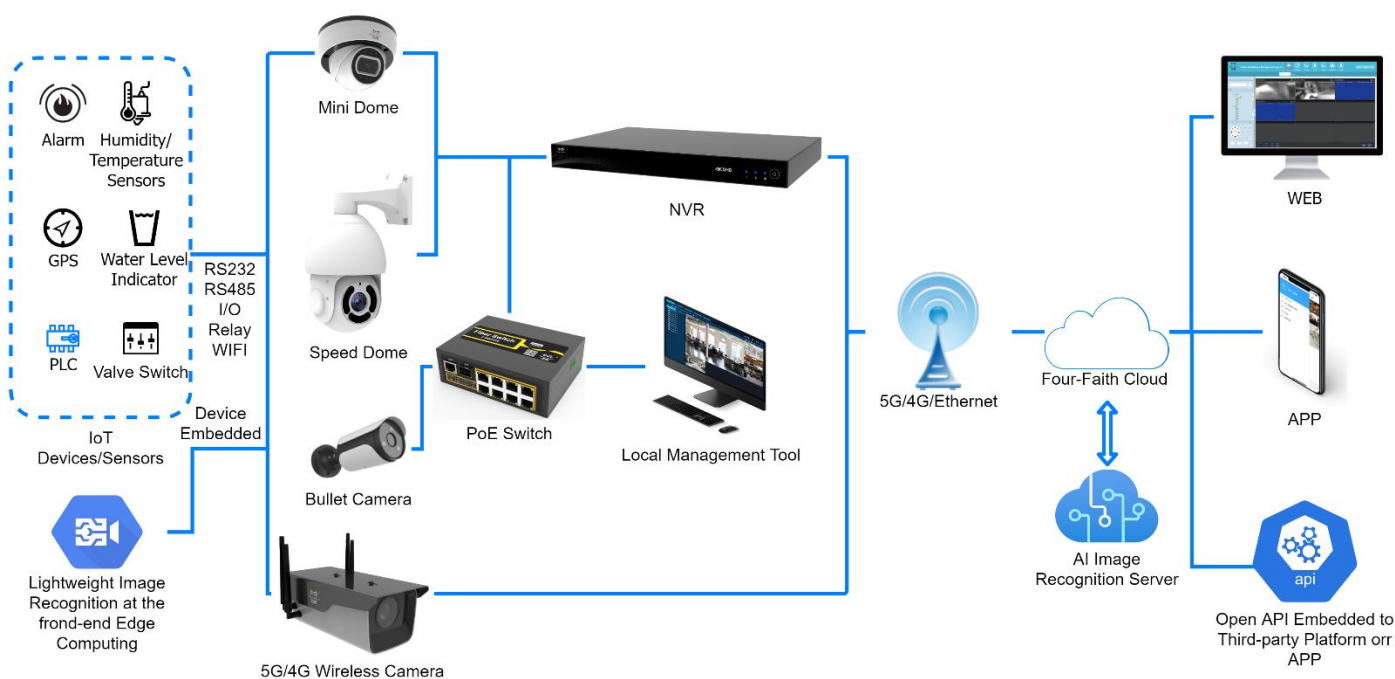 Alarm
Humidity/
Temperature
Sensors
GPS
Water Level
Indicator
PLC
Valve Switch
IoT
Devices/Sensors
RS232
RS485
I/O
Relay
WIFI
Device
Embedded
Lightweight Image
Recognition at the
frond-end Edge
Computing
Mini Dome
Speed Dome
Bullet Camera
5G/4G Wireless Camera
NVR
Fiber Switch
PoE Switch
Local Management Tool
5G/4G/Ethernet
Four-Faith Cloud
AI Image
Recognition Server
WEB
APP
api
Open API Embedded to
Third-party Platform orr
APP